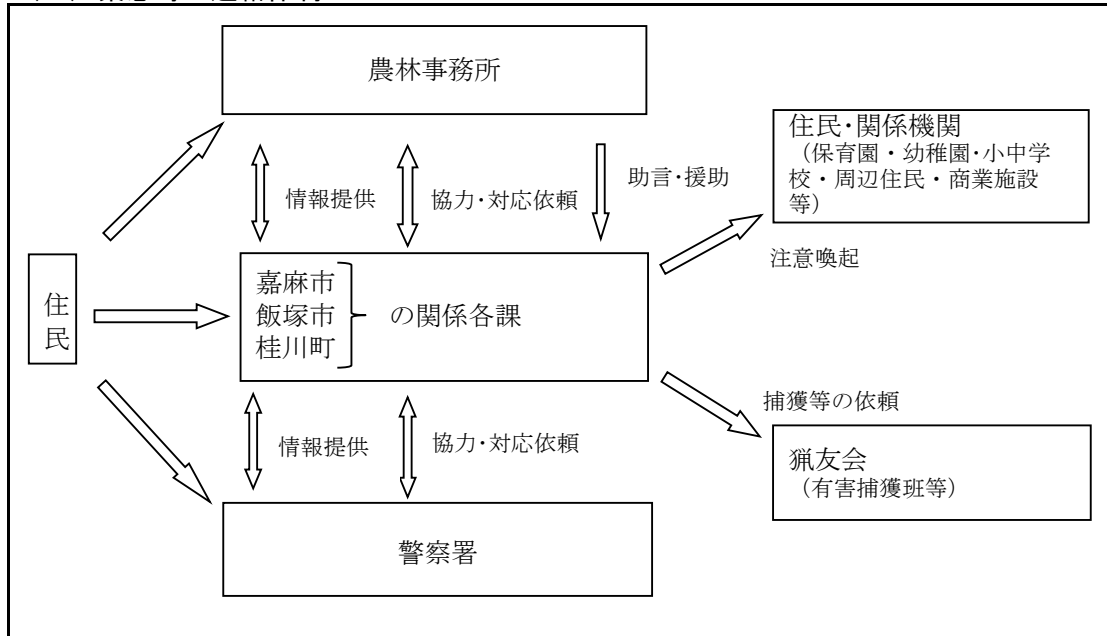 農林事務所
住民・関係機関
（保育園・幼稚園・小中学
校・周辺住民・商業施設
等）
情報提供
協力・対応依頼
助言・援助
注意喚起
住
民
嘉麻市
飯塚市
桂川町
の関係各課
捕獲等の依頼
情報提供
協力・対応依頼
猟友会
（有害捕獲班等）
警察署